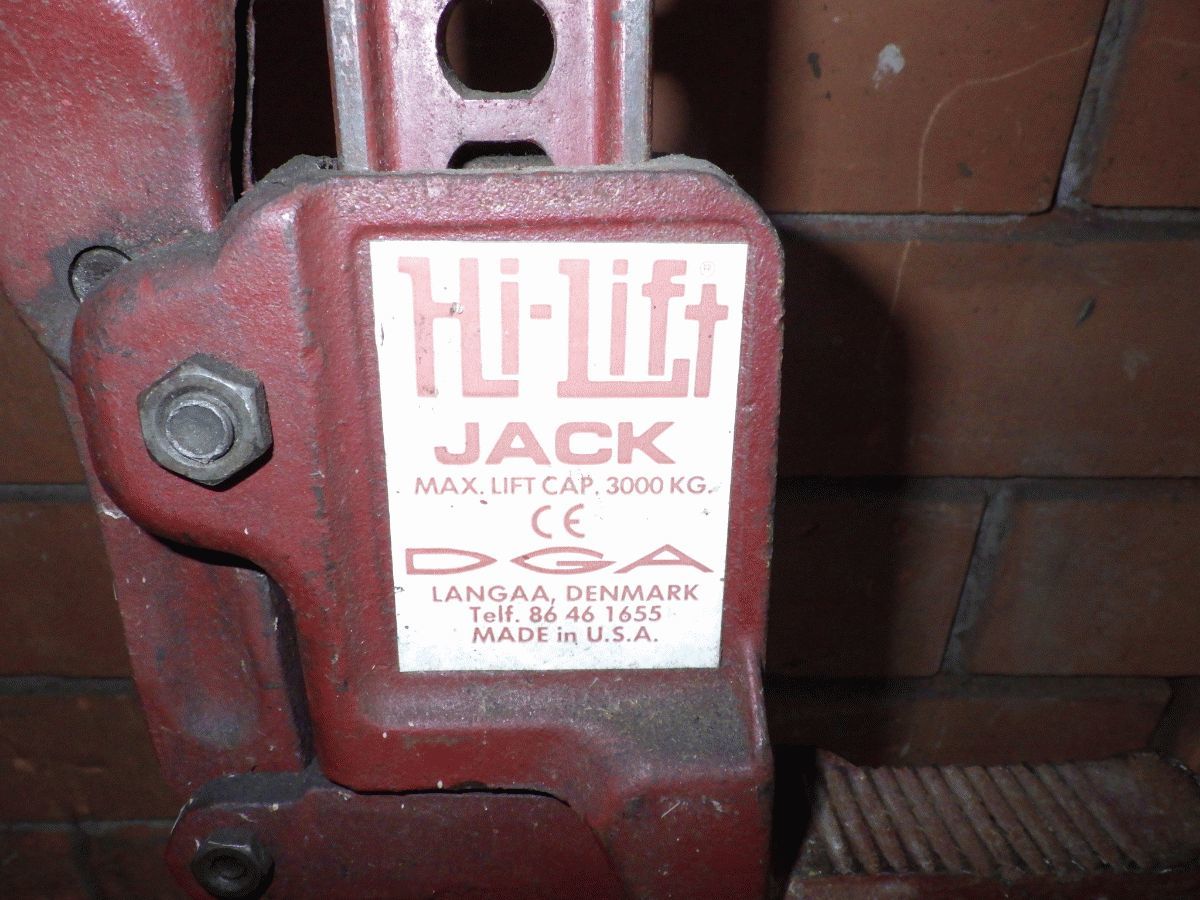 Hi-Lift®
JACK
MAX. LIFT CAP. 3000 KG.
CE
DGA
LANGAA, DENMARK
Telf. 86 46 1655
MADE in U.S.A.